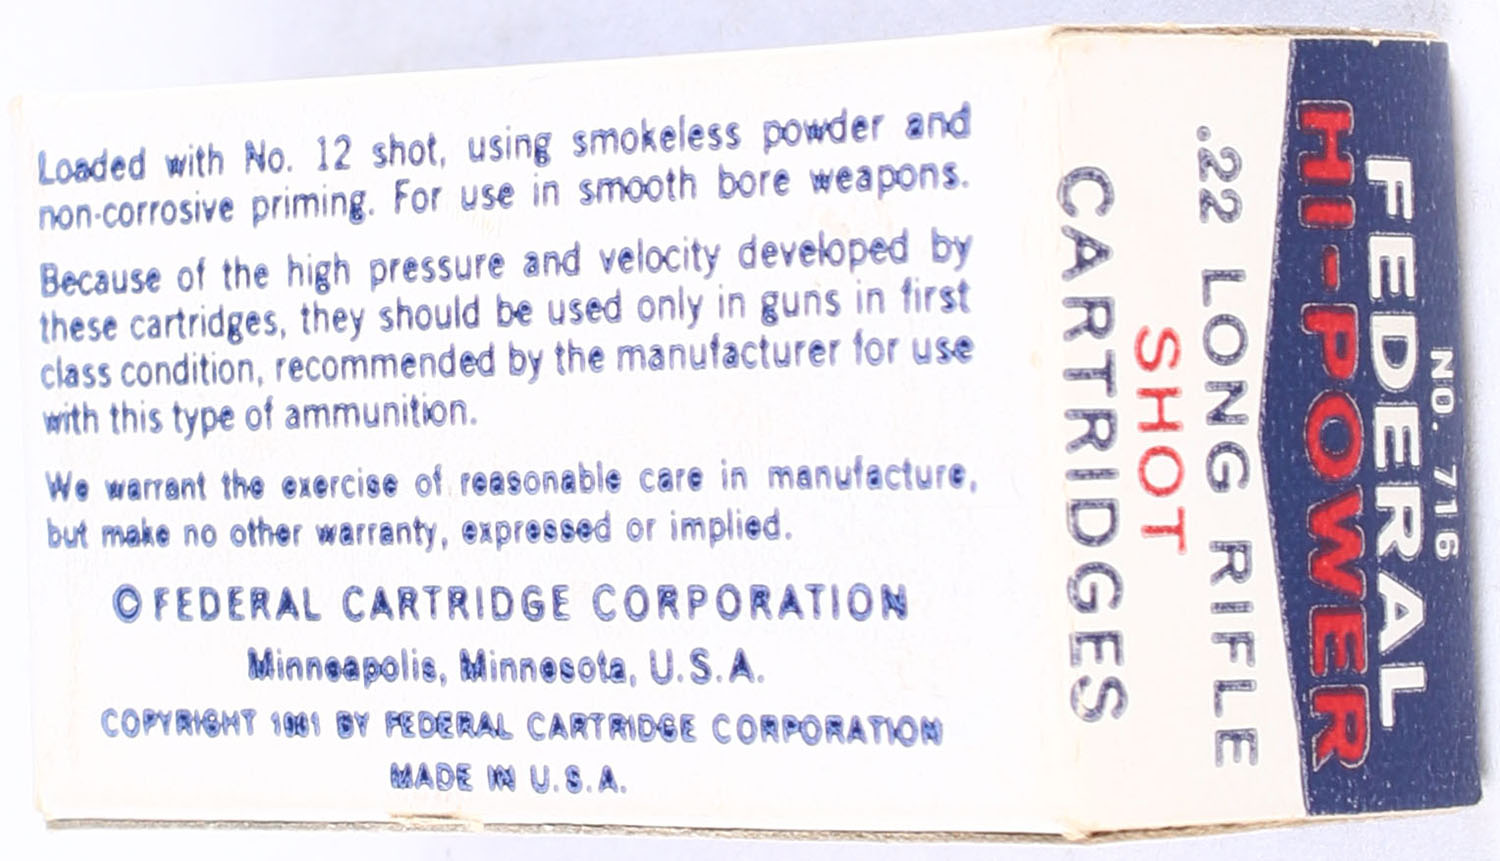 Loaded with No. 12 shot, using smokeless powder and
non-corrosive priming. For use in smooth bore weapons.
Because of the high pressure and velocity developed by
these cartridges, they should be used only in guns in first
class condition, recommended by the manufacturer for use
with this type of ammunition.
We warrant the exercise of reasonable care in manufacture,
but make no other warranty, expressed or implied.
© FEDERAL CARTRIDGE CORPORATION
Minneapolis, Minnesota, U.S.A.
COPYRIGHT 1961 BY FEDERAL CARTRIDGE CORPORATION
MADE IN U.S.A.
NO. 716
FEDERAL
HI-POWER
.22 LONG RIFLE
SHOT
CARTRIDGES